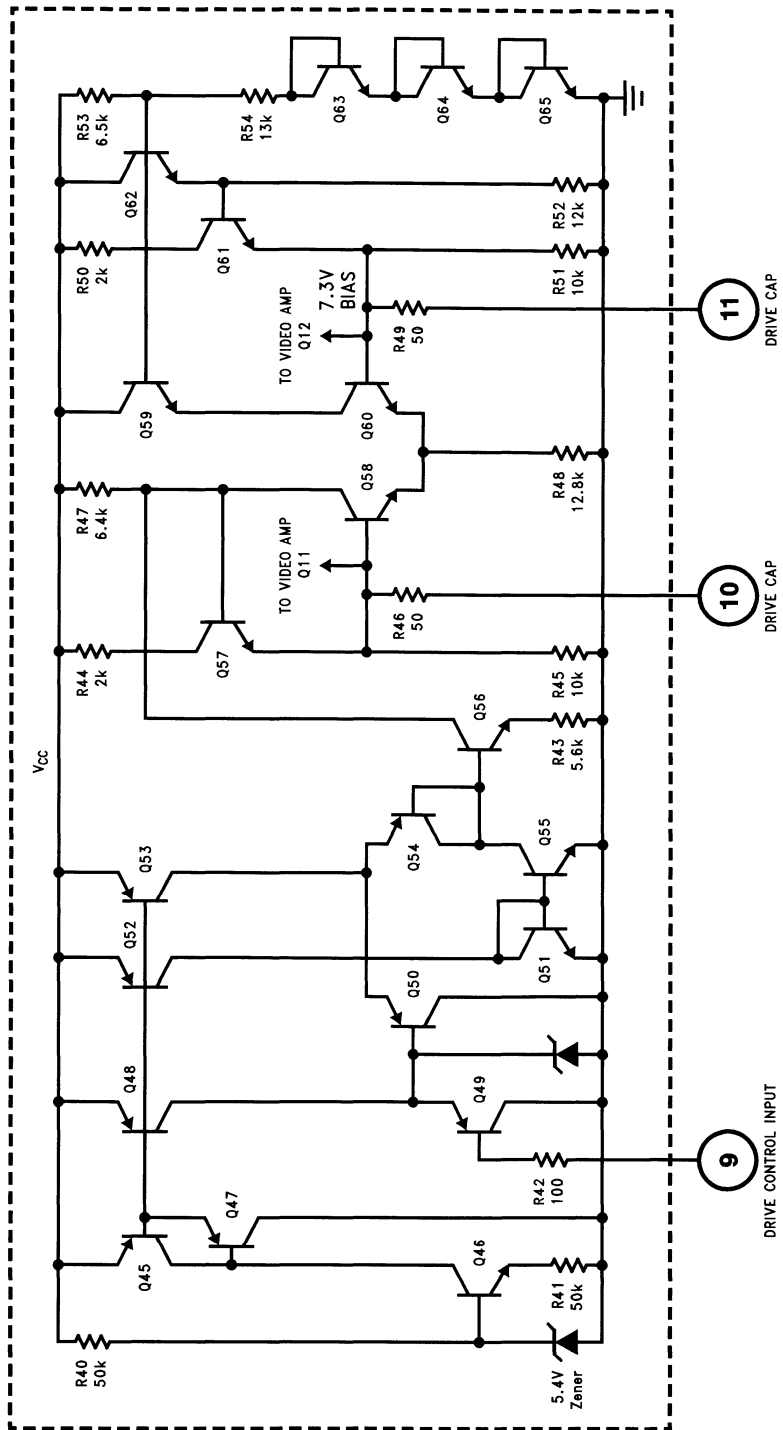 V_CC
R40
50k
Q45
Q47
Q46
R41
50k
5.4V
Zener
Q48
Q49
R42
100
Q50
Q52
Q53
Q51
Q54
Q55
Q56
R43
5.6k
R44
2k
Q57
R45
10k
R47
6.4k
TO VIDEO AMP
Q11
R46
50
Q58
Q59
Q60
R48
12.8k
TO VIDEO AMP
Q12
7.3V
BIAS
R49
50
R50
2k
Q61
R51
10k
Q62
R52
12k
R53
6.5k
R54
13k
Q63
Q64
Q65
9
DRIVE CONTROL INPUT
10
DRIVE CAP
11
DRIVE CAP